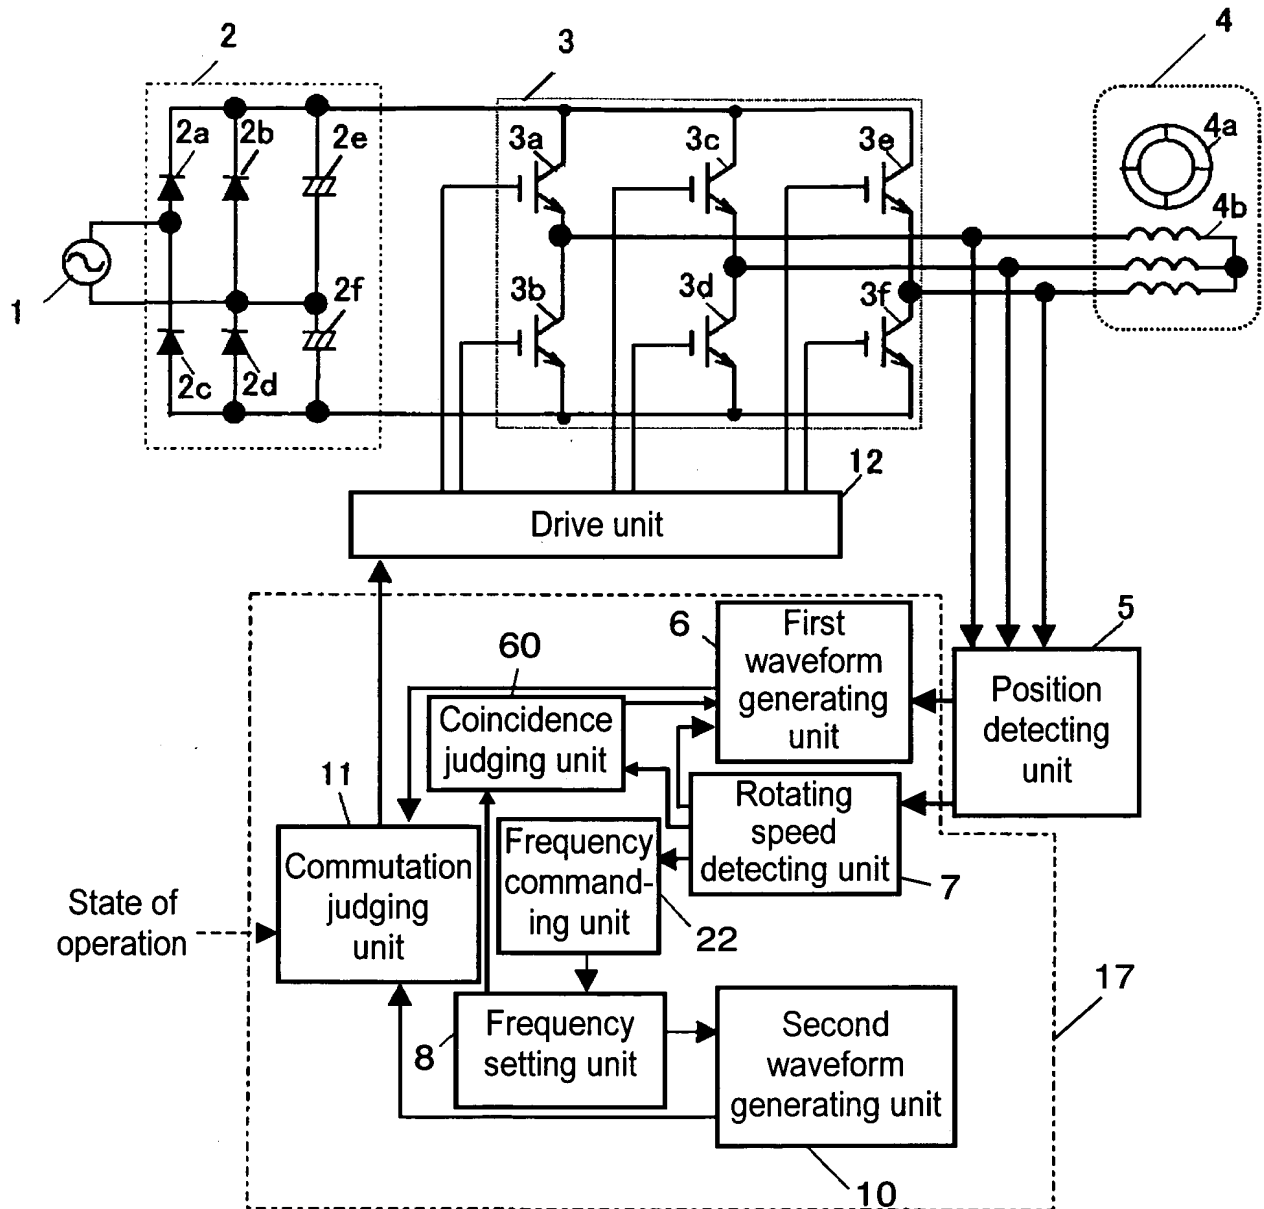 2
3
4
2a
2b
2e
3a
3c
3e
4a
4b
1
2f
3b
3d
3f
2c
2d
12
Drive unit
5
Position
detecting
unit
6
First
waveform
generating
unit
60
Coincidence
judging unit
11
Rotating
speed
detecting unit
7
Frequency
command-
ing unit
22
Commutation
judging
unit
State of
operation
17
8
Frequency
setting unit
Second
waveform
generating unit
10